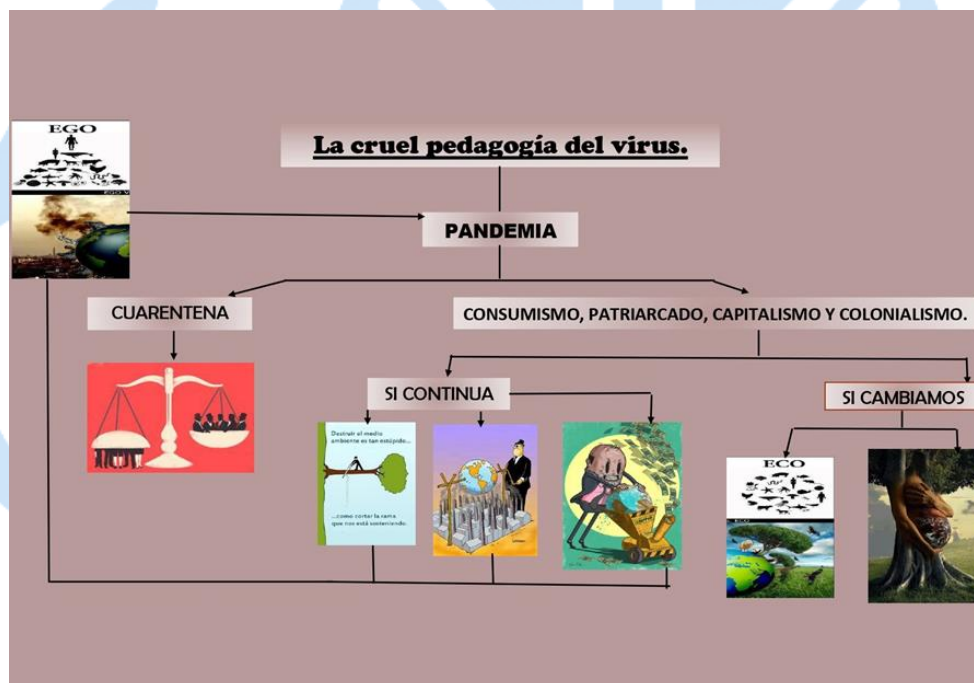 EGO
La cruel pedagogía del virus.
PANDEMIA
CUARENTENA
CONSUMISMO, PATRIARCADO, CAPITALISMO Y COLONIALISMO.
SI CONTINUA
SI CAMBIAMOS
Destruir el medio
ambiente es tan estúpido...
...como cortar la rama
que nos está sosteniendo.
ECO